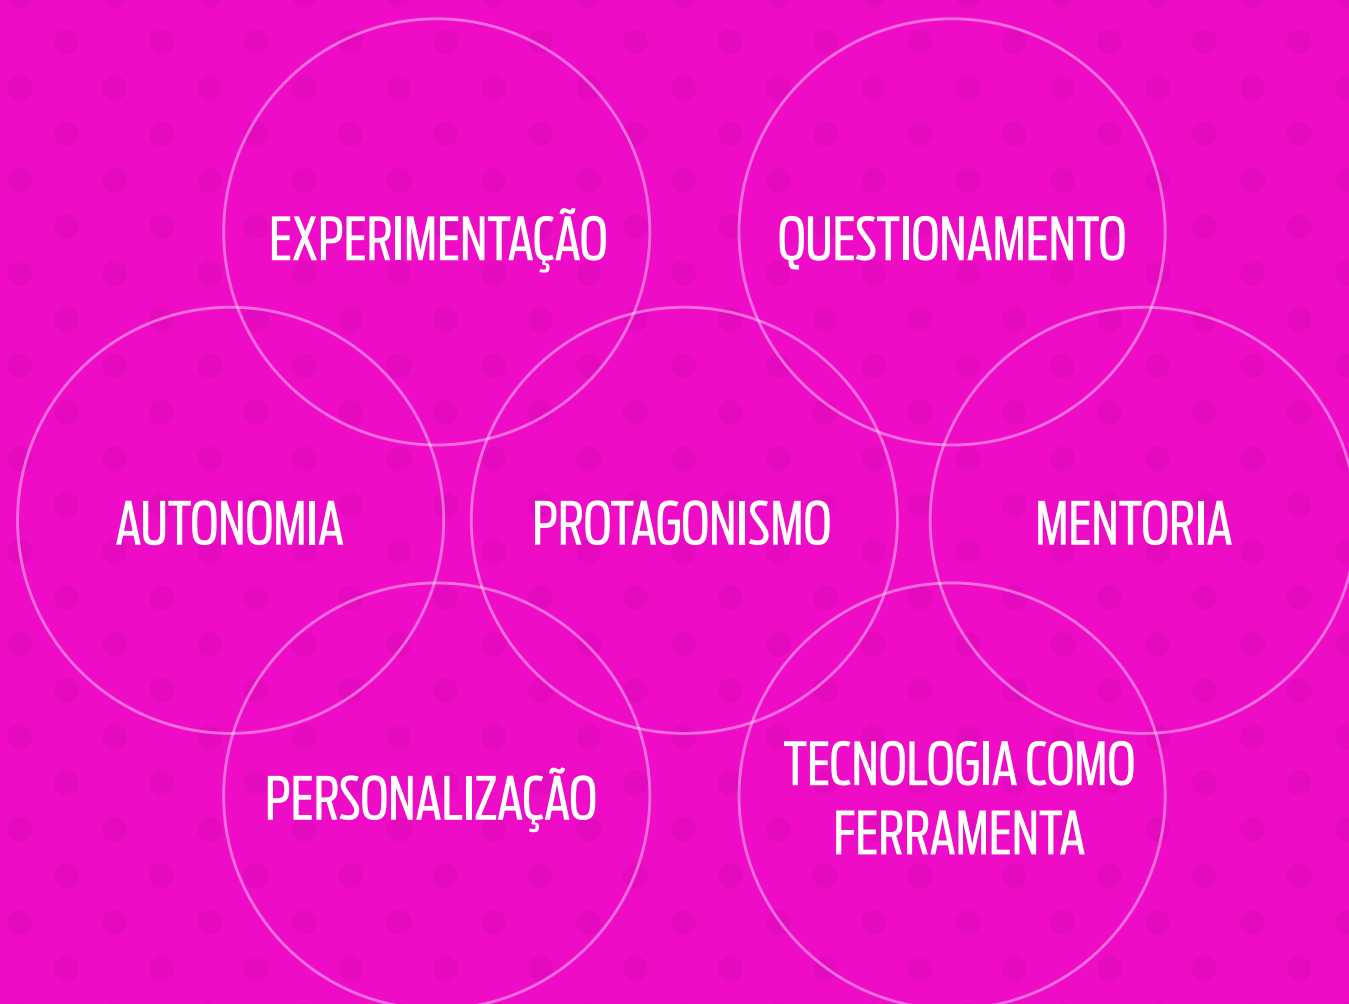 EXPERIMENTAÇÃO
QUESTIONAMENTO
AUTONOMIA
PROTAGONISMO
MENTORIA
PERSONALIZAÇÃO
TECNOLOGIA COMO
FERRAMENTA